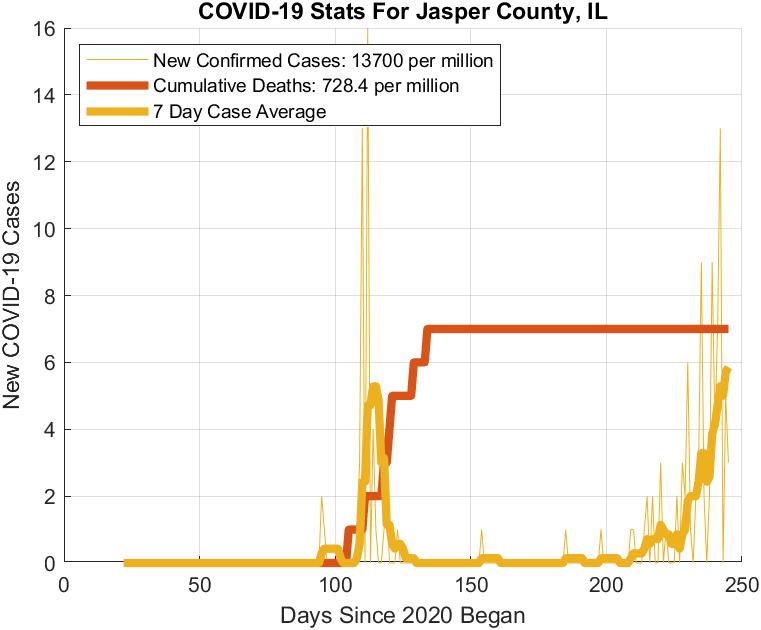 COVID-19 Stats For Jasper County, IL
New Confirmed Cases: 13700 per million
Cumulative Deaths: 728.4 per million
7 Day Case Average
New COVID-19 Cases
16
14
12
10
8
6
4
2
0
0 50 100 150 200 250
Days Since 2020 Began